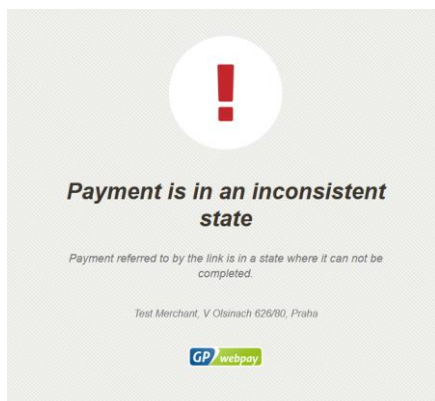 !
Payment is in an inconsistent
state
Payment referred to by the link is in a state where it can not be
completed.
Test Merchant, V Olsinach 626/80, Praha
GP webpay